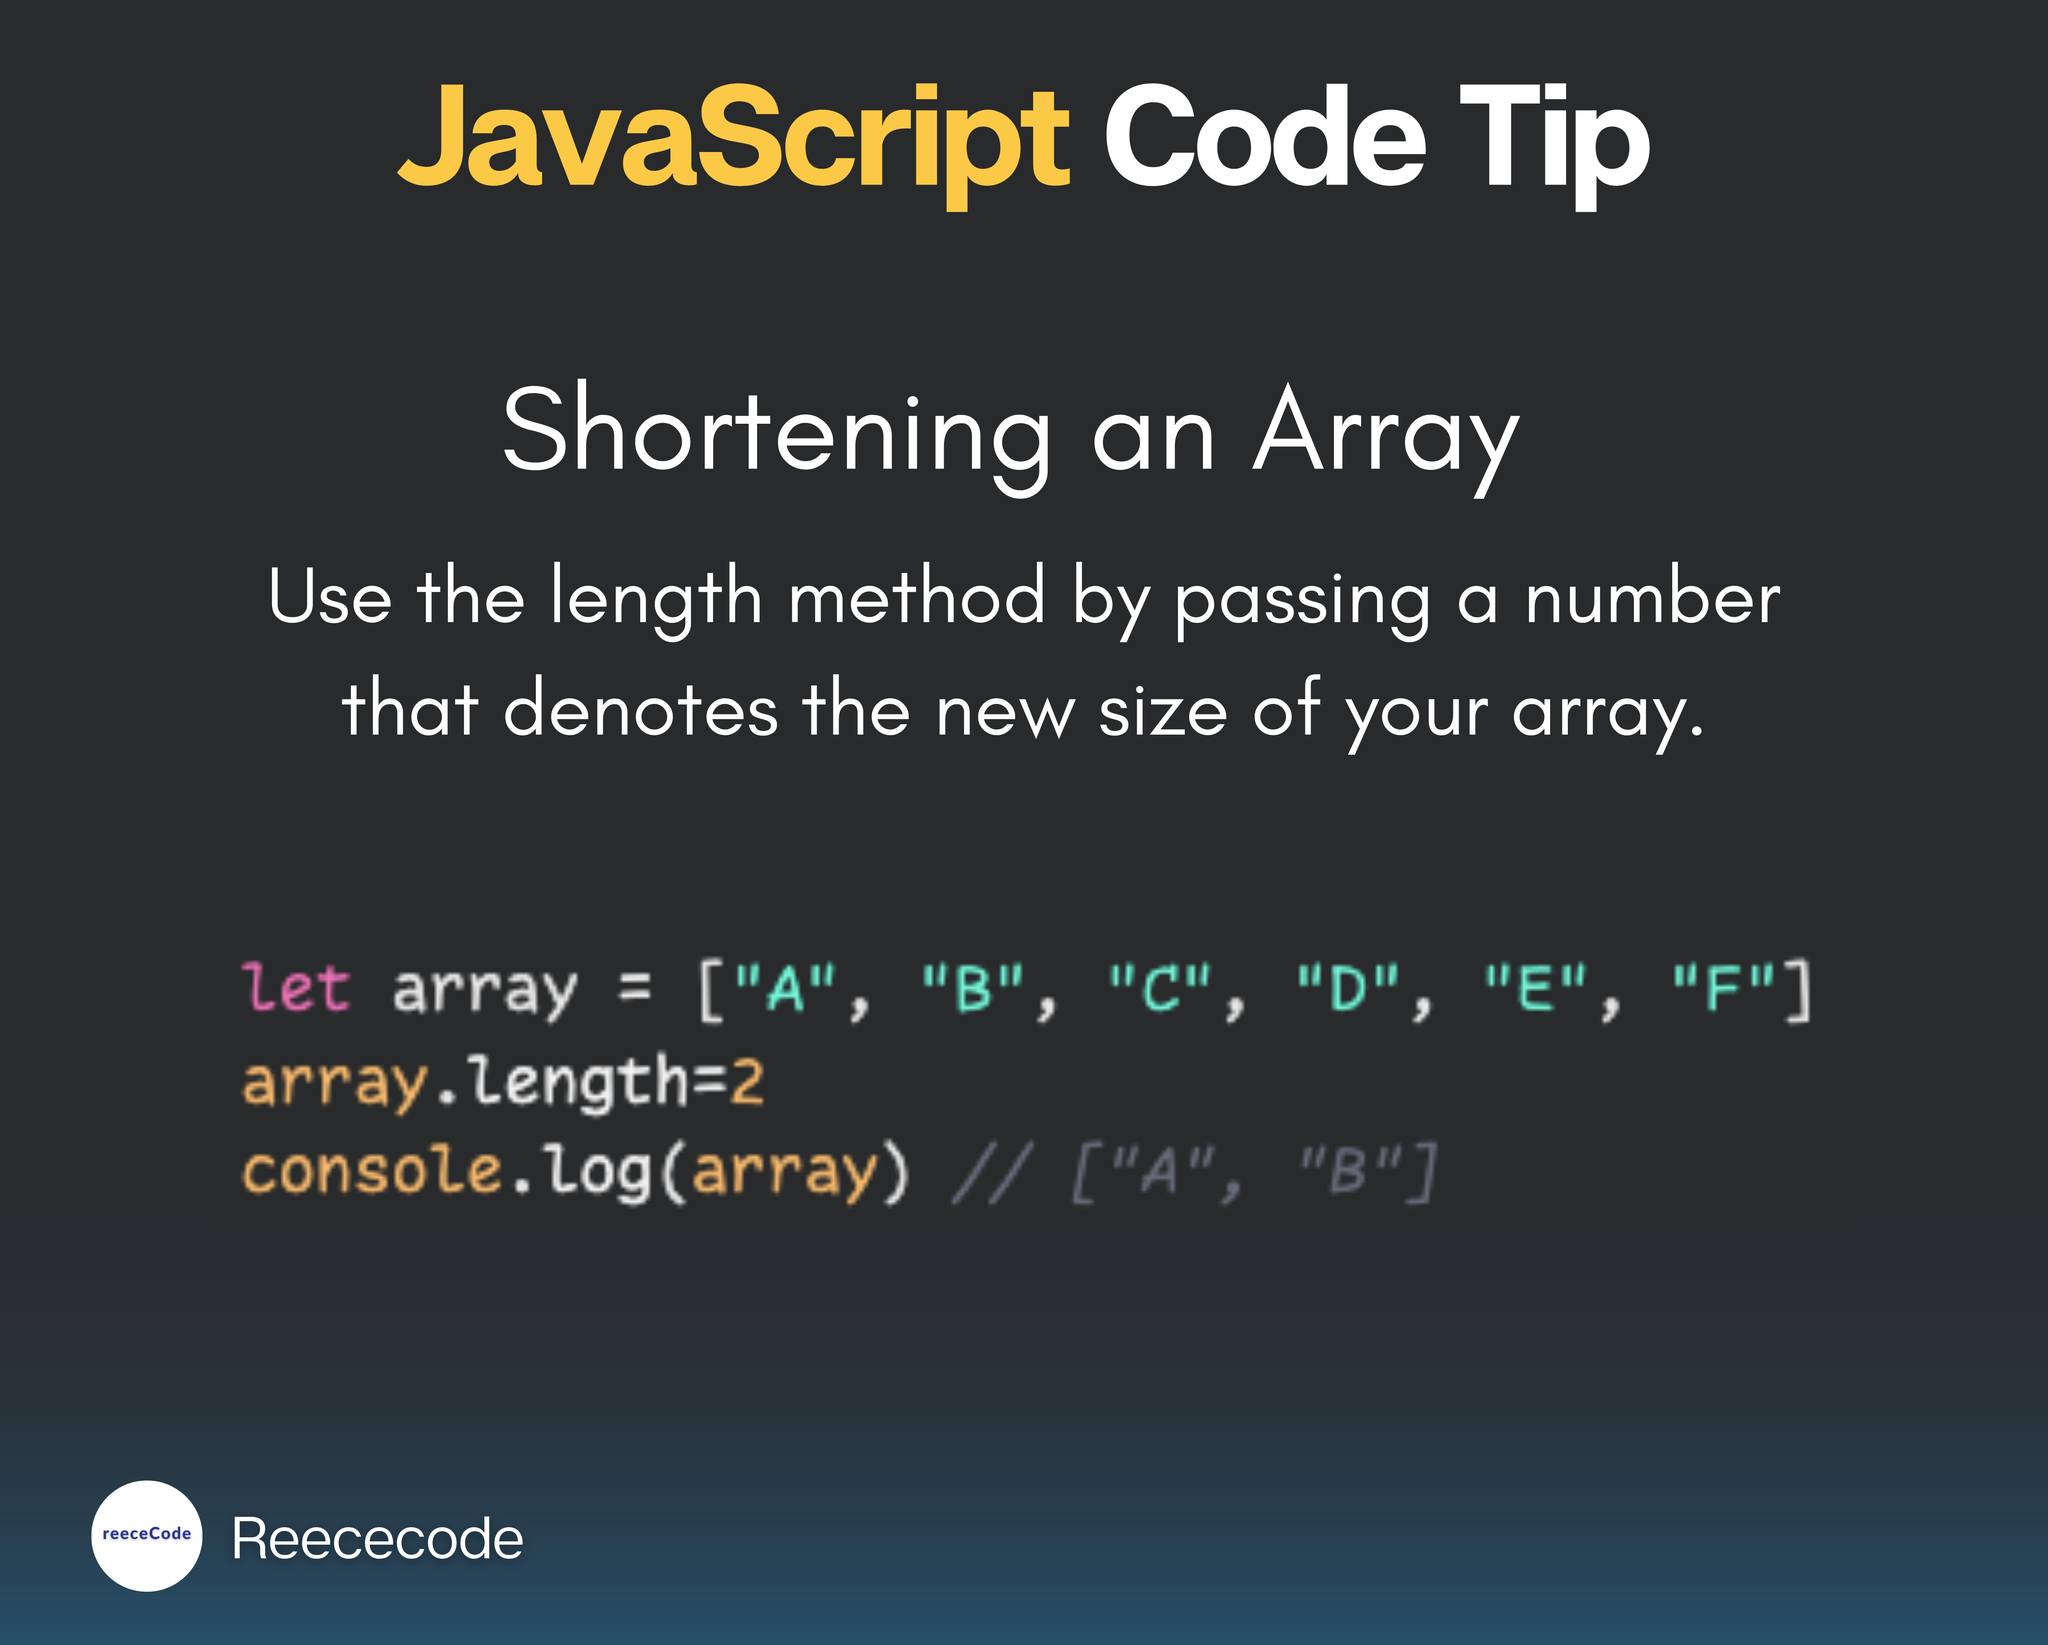 JavaScript Code Tip
Shortening an Array
Use the length method by passing a number
that denotes the new size of your array.
let array = ["A", "B", "C", "D", "E", "F"]
array.length=2
console.log(array) // ["A", "B"]
reeceCode
Reececode